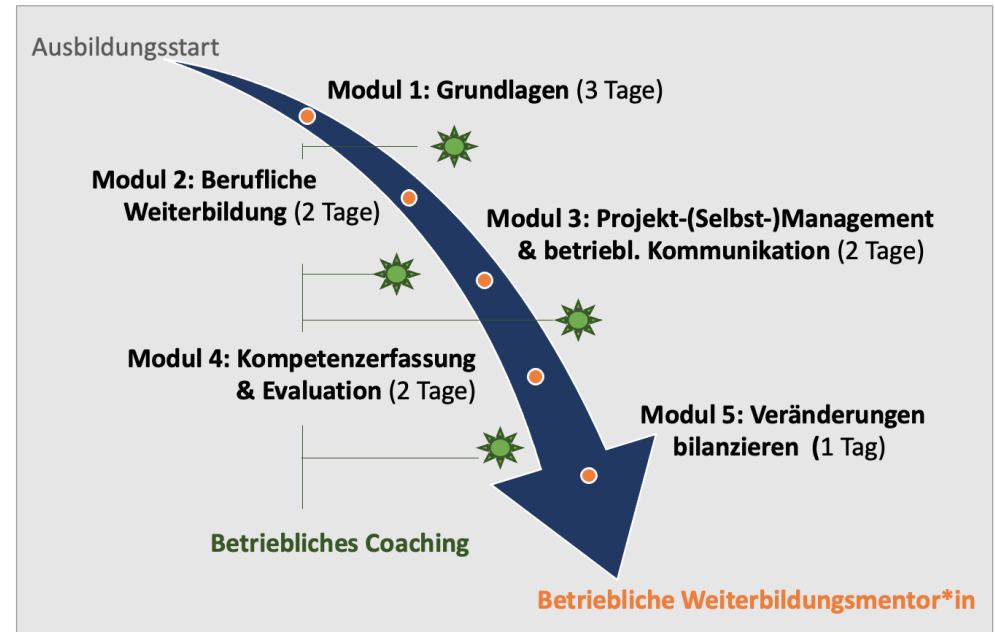 Ausbildungsstart
Modul 1: Grundlagen (3 Tage)
Modul 2: Berufliche
Weiterbildung (2 Tage)
Modul 3: Projekt-(Selbst-)Management
& betriebl. Kommunikation (2 Tage)
Modul 4: Kompetenzerfassung
& Evaluation (2 Tage)
Modul 5: Veränderungen
bilanzieren (1 Tag)
Betriebliches Coaching
Betriebliche Weiterbildungsmentor*in